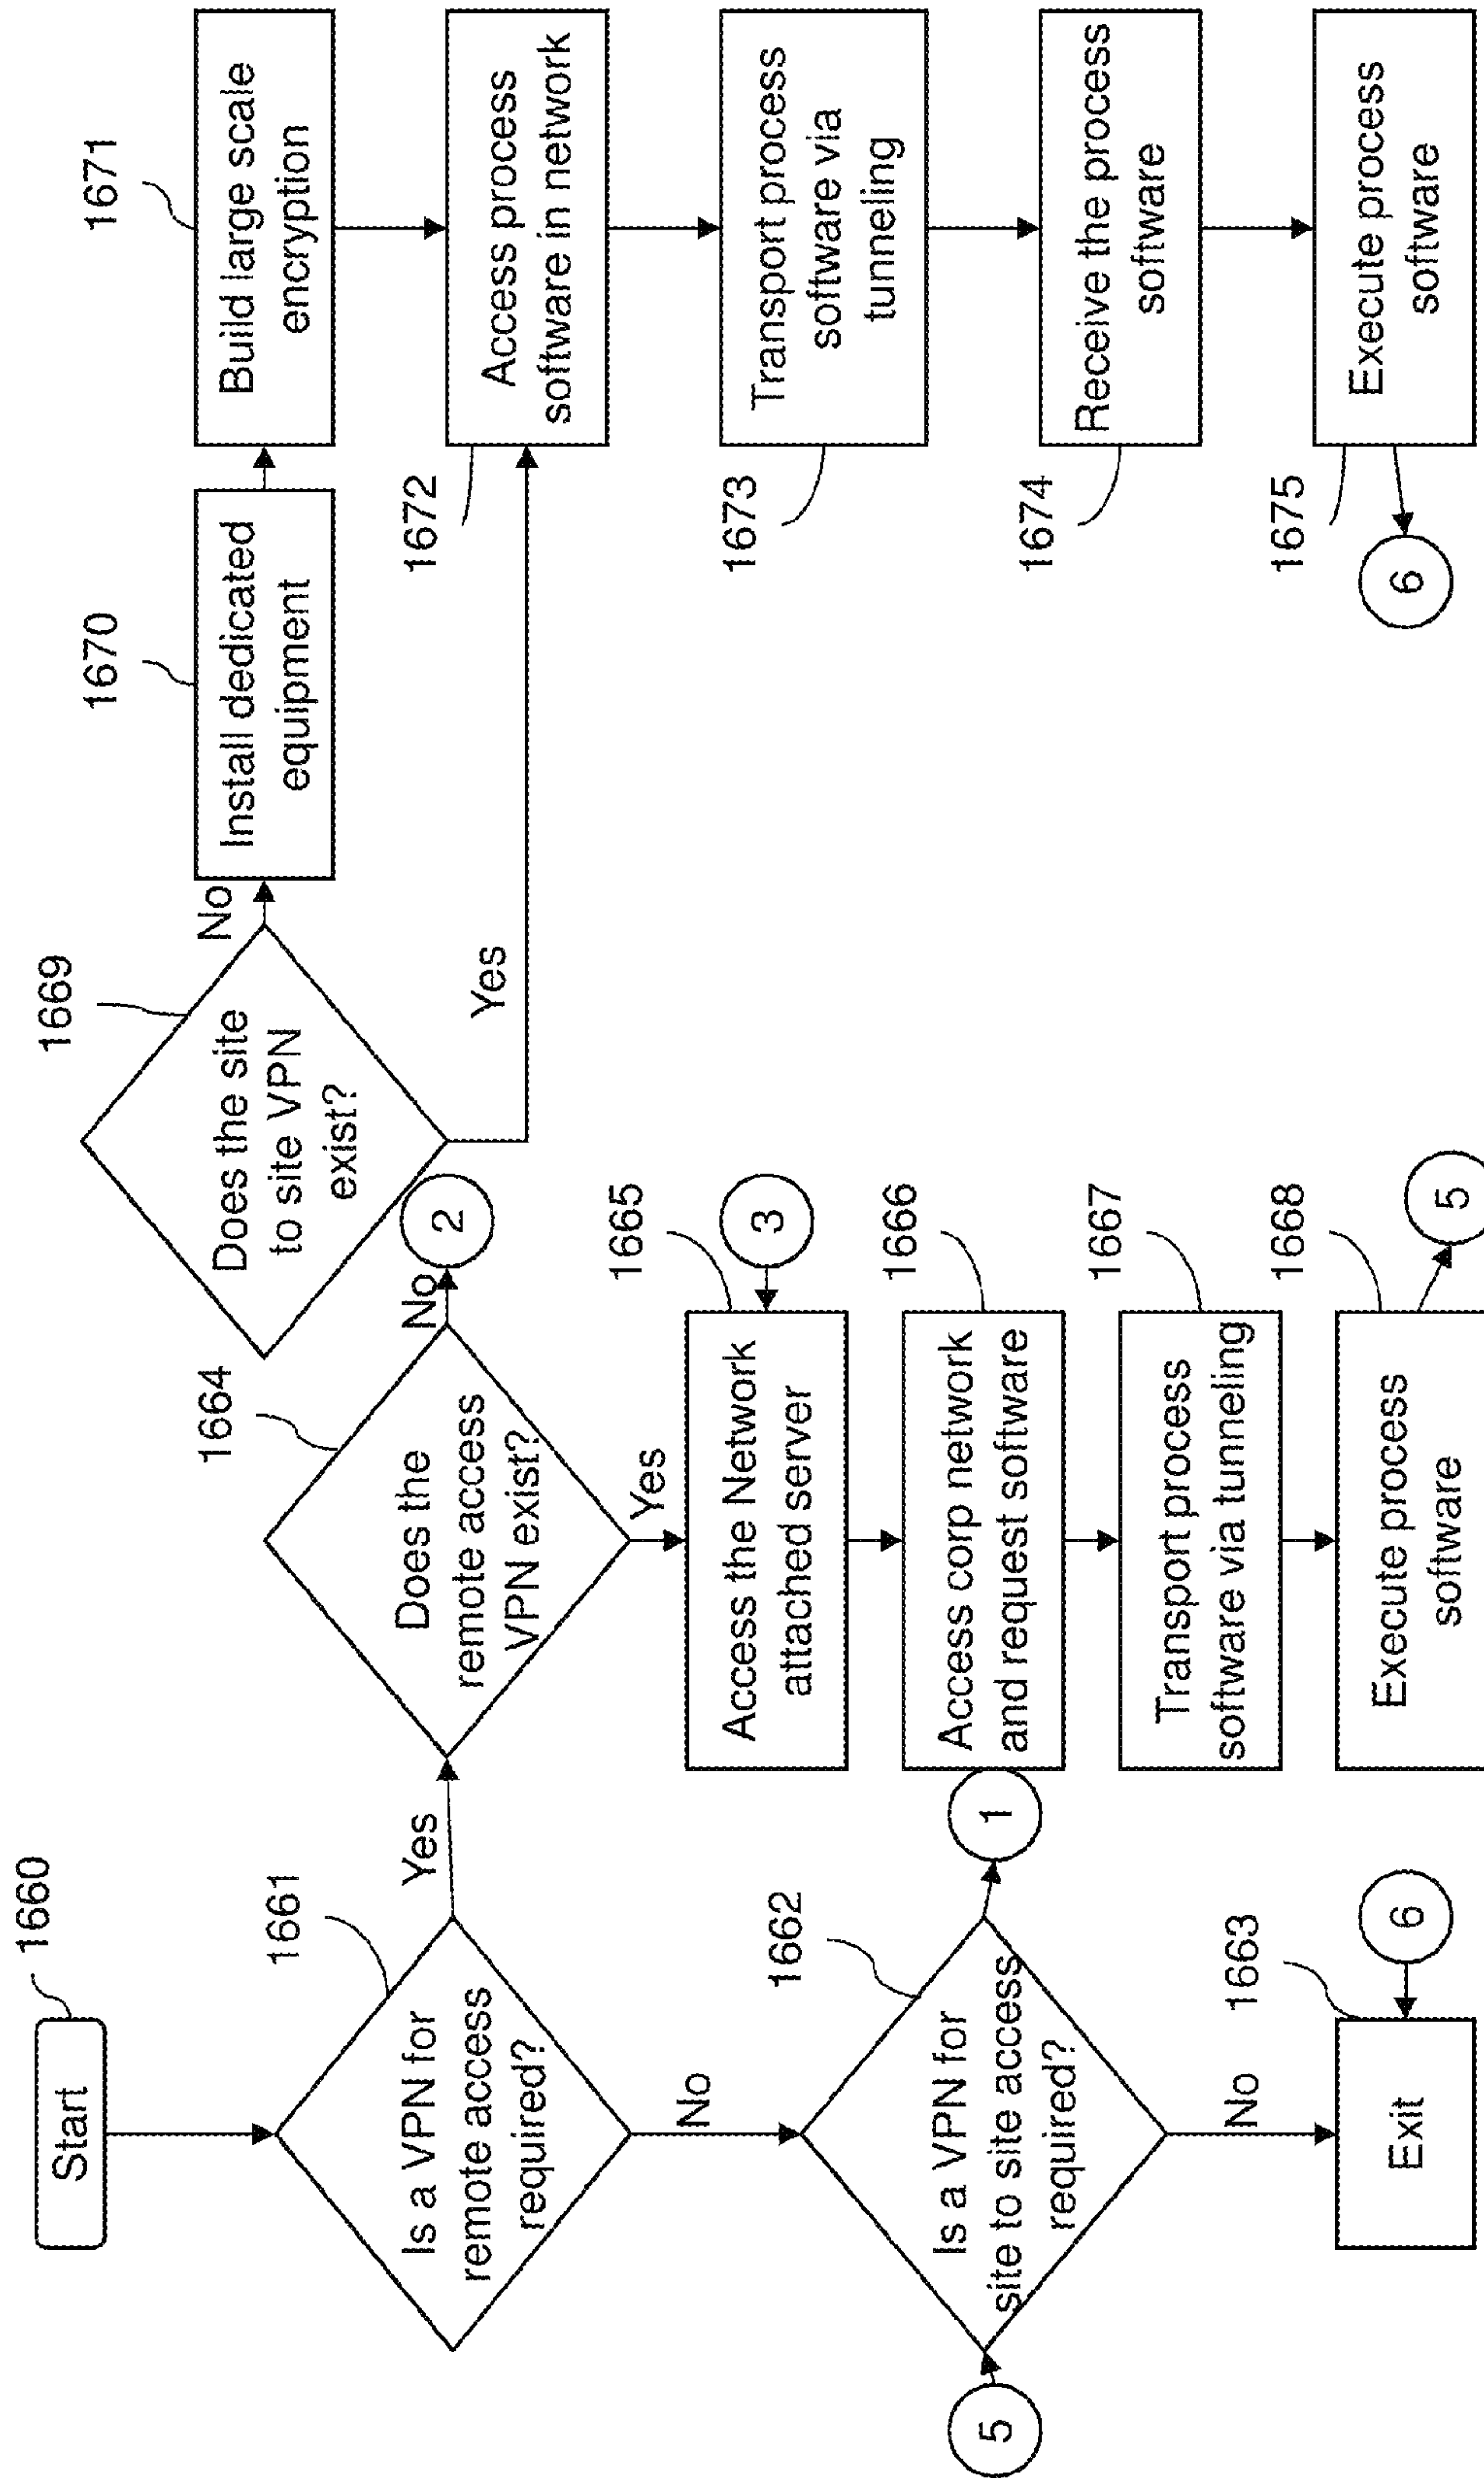 1660
Start
1661
Is a VPN for
remote access
required?
Yes
No
1662
Is a VPN for
site to site access
required?
5
1
No
1663
Exit
6
1664
Does the
remote access
VPN exist?
No
2
Yes
1665
Access the Network
attached server
3
1666
Access corp network
and request software
1667
Transport process
software via tunneling
1668
Execute process
software
5
1669
Does the site
to site VPN
exist?
No
Yes
1670
Install dedicated
equipment
1671
Build large scale
encryption
1672
Access process
software in network
1673
Transport process
software via
tunneling
1674
Receive the process
software
1675
Execute process
software
6